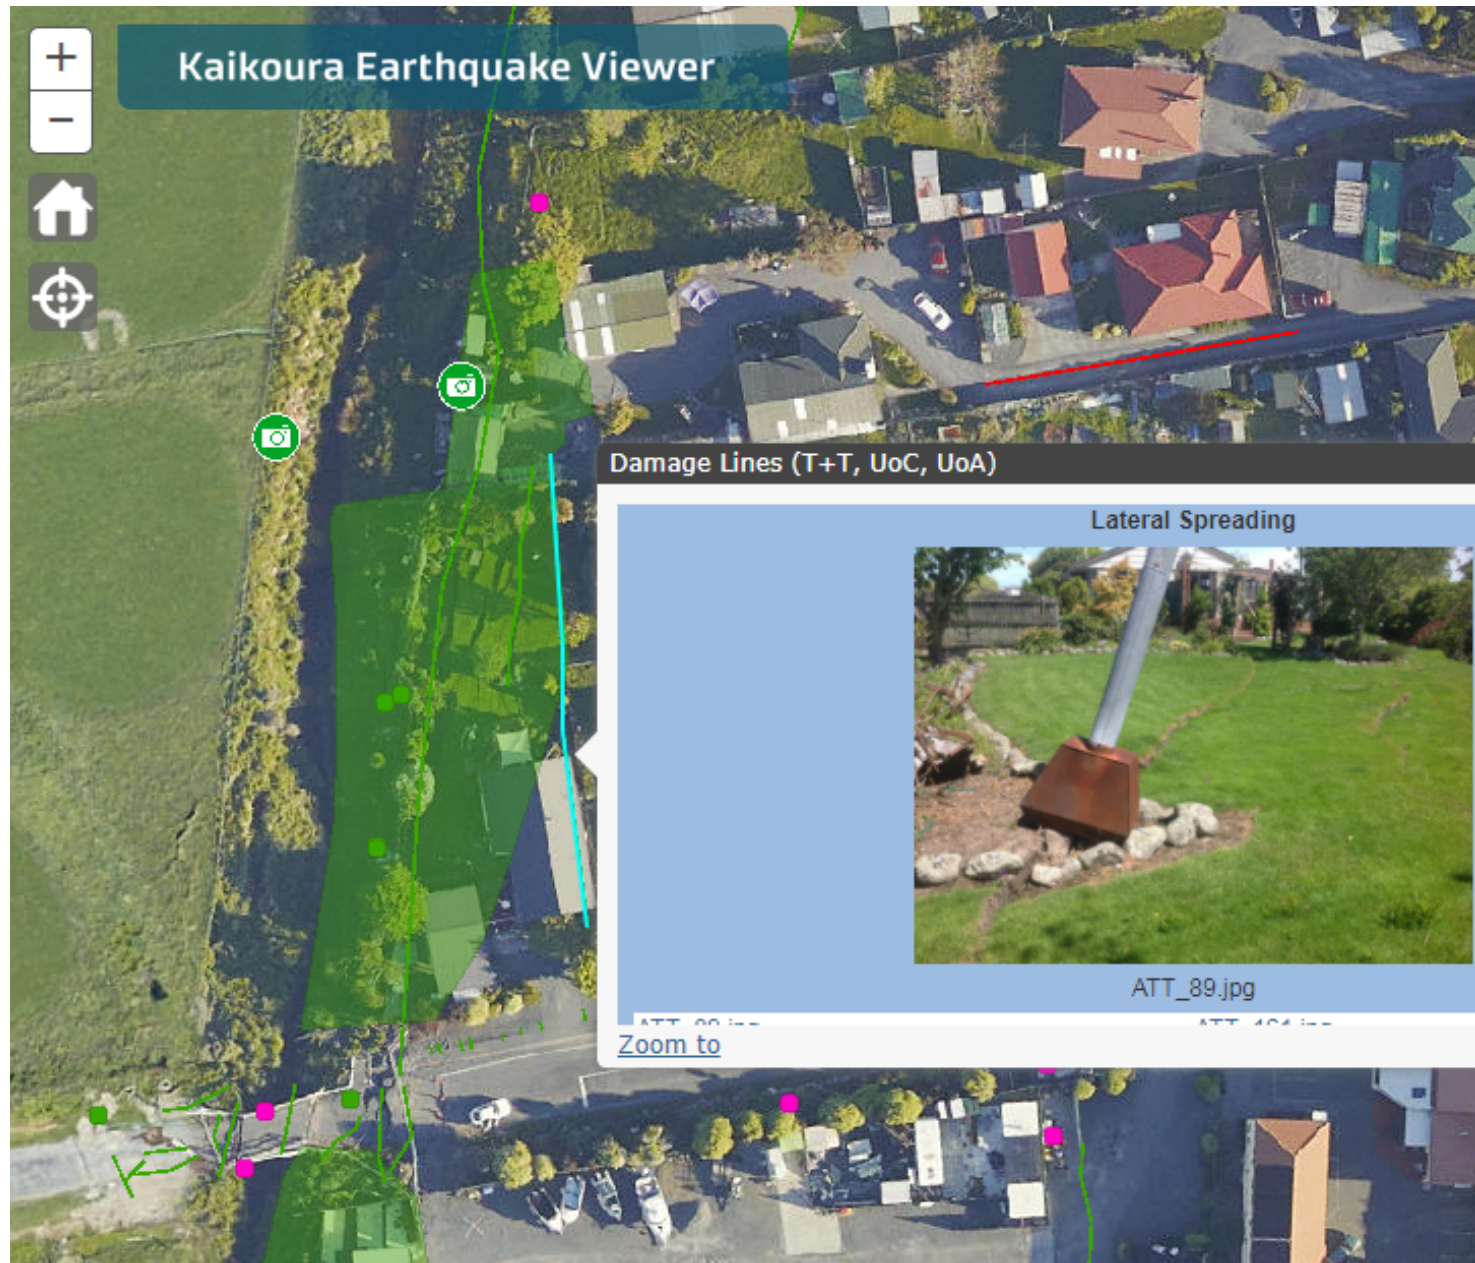 +
Kaikoura Earthquake Viewer
−
Damage Lines (T+T, UoC, UoA)
Lateral Spreading
ATT_89.jpg
Zoom to